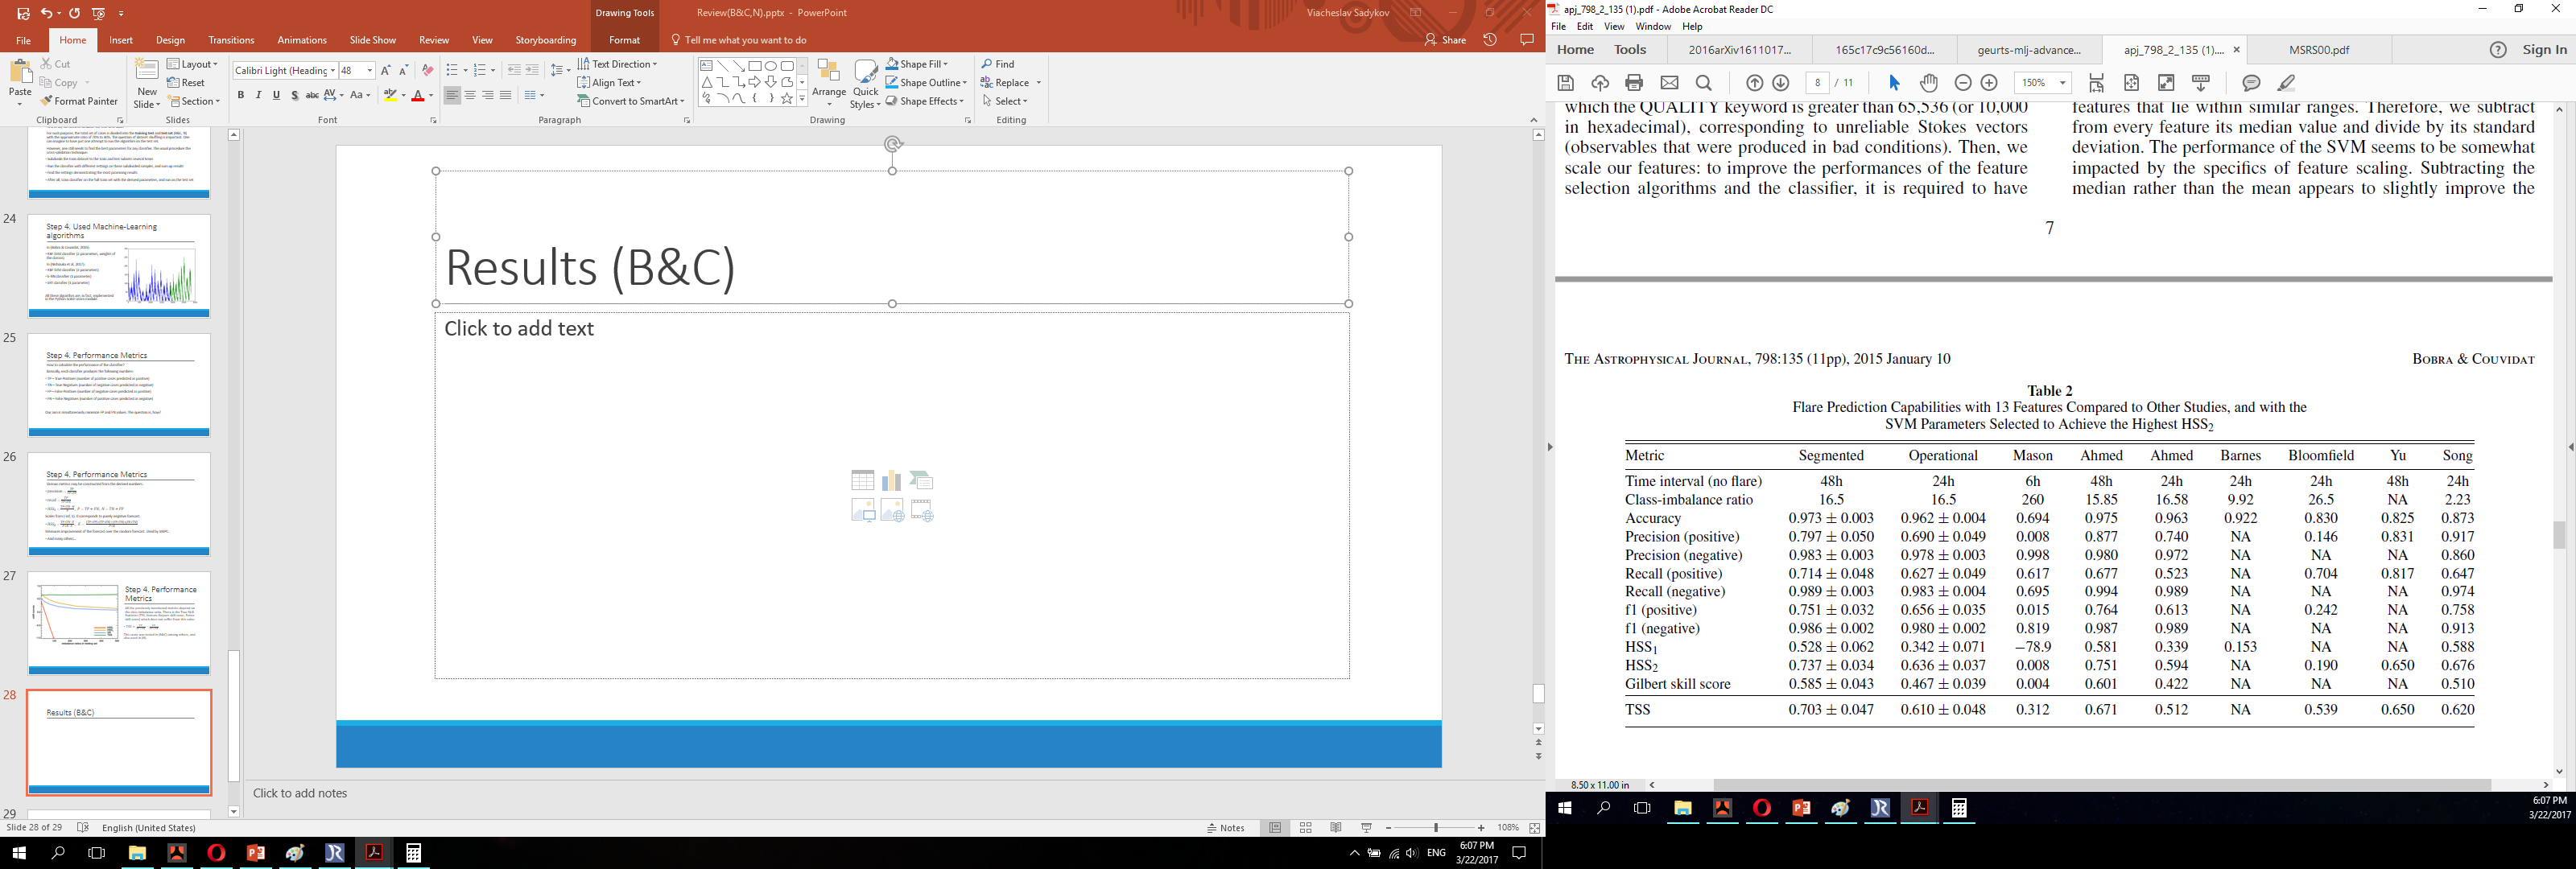 Drawing Tools
Review(B&C,N).pptx - PowerPoint
Viacheslav Sadykov
File Home Insert Design Transitions Animations Slide Show Review View Storyboarding Format Tell me what you want to do Share
Paste
Cut
Copy
Format Painter
Clipboard
New Slide
Layout
Reset
Section
Slides
Calibri Light (Heading 48
B I U S abc AV Aa A
Font
Text Direction
Align Text
Convert to SmartArt
Paragraph
Arrange
Quick Styles
Shape Fill
Shape Outline
Shape Effects
Drawing
Find
Replace
Select
Editing
24
Step 4. Used Machine-Learning
algorithms
25
Step 4. Performance Metrics
26
Step 4. Performance Metrics
27
Step 4. Performance
Metrics
28
Results (B&C)
29
Results (B&C)
Click to add text
Click to add notes
Slide 28 of 29 English (United States) Notes 108%
ENG
6:07 PM
3/22/2017
apj_798_2_135 (1).pdf - Adobe Acrobat Reader DC
File Edit View Window Help
Home Tools 2016arXiv1611017... 165c17c9c56160d... geurts-mlj-advance... apj_798_2_135 (1).... × MSRS00.pdf Sign In
8 / 11 150%
which the QUALITY keyword is greater than 65,536 (or 10,000
in hexadecimal), corresponding to unreliable Stokes vectors
(observables that were produced in bad conditions). Then, we
scale our features: to improve the performances of the feature
selection algorithms and the classifier, it is required to have
features that lie within similar ranges. Therefore, we subtract
from every feature its median value and divide by its standard
deviation. The performance of the SVM seems to be somewhat
impacted by the specifics of feature scaling. Subtracting the
median rather than the mean appears to slightly improve the
7
THE ASTROPHYSICAL JOURNAL, 798:135 (11pp), 2015 January 10
BOBRA & COUVIDAT
Table 2
Flare Prediction Capabilities with 13 Features Compared to Other Studies, and with the
SVM Parameters Selected to Achieve the Highest HSS2
Metric Segmented Operational Mason Ahmed Ahmed Barnes Bloomfield Yu Song
Time interval (no flare) 48h 24h 6h 48h 24h 24h 24h 48h 24h
Class-imbalance ratio 16.5 16.5 260 15.85 16.58 9.92 26.5 NA 2.23
Accuracy 0.973 ± 0.003 0.962 ± 0.004 0.694 0.975 0.963 0.922 0.830 0.825 0.873
Precision (positive) 0.797 ± 0.050 0.690 ± 0.049 0.008 0.877 0.740 NA 0.146 0.831 0.917
Precision (negative) 0.983 ± 0.003 0.978 ± 0.003 0.998 0.980 0.972 NA NA NA 0.860
Recall (positive) 0.714 ± 0.048 0.627 ± 0.049 0.617 0.677 0.523 NA 0.704 0.817 0.647
Recall (negative) 0.989 ± 0.003 0.983 ± 0.004 0.695 0.994 0.989 NA NA NA 0.974
f1 (positive) 0.751 ± 0.032 0.656 ± 0.035 0.015 0.764 0.613 NA 0.242 NA 0.758
f1 (negative) 0.986 ± 0.002 0.980 ± 0.002 0.819 0.987 0.989 NA NA NA 0.913
HSS1 0.528 ± 0.062 0.342 ± 0.071 −78.9 0.581 0.339 0.153 NA NA 0.588
HSS2 0.737 ± 0.034 0.636 ± 0.037 0.008 0.751 0.594 NA 0.190 0.650 0.676
Gilbert skill score 0.585 ± 0.043 0.467 ± 0.039 0.004 0.601 0.422 NA NA NA 0.510
TSS 0.703 ± 0.047 0.610 ± 0.048 0.312 0.671 0.512 NA 0.539 0.650 0.620
8.50 x 11.00 in
6:07 PM
3/22/2017